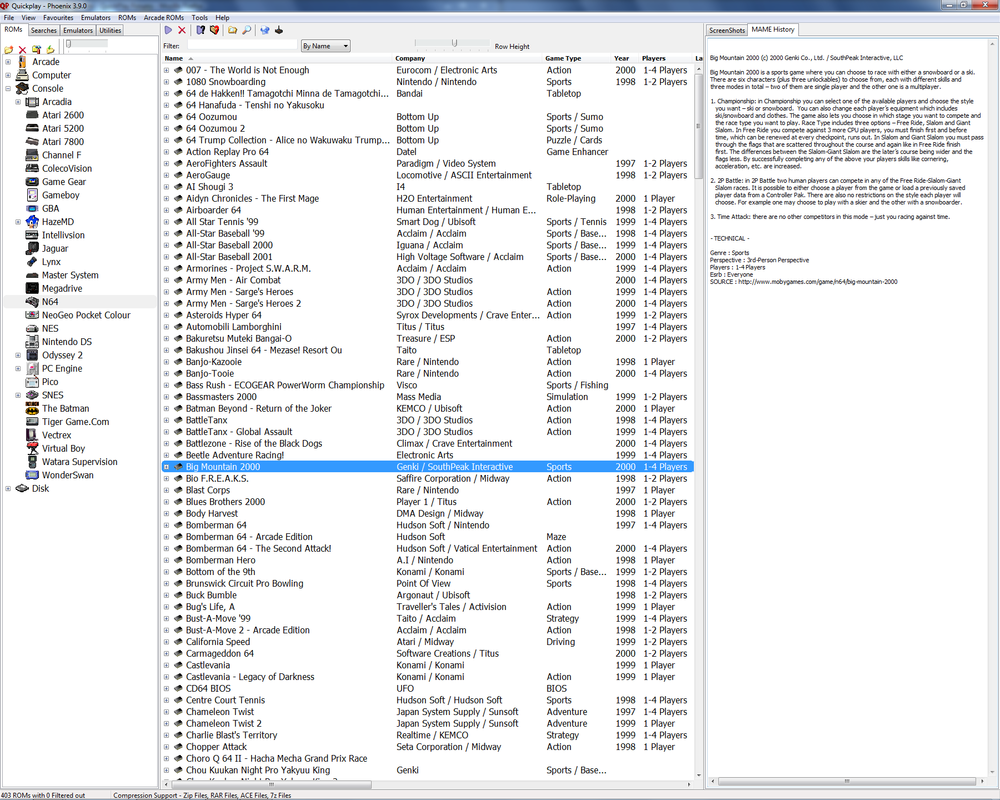 Quickplay - Phoenix 3.9.0
File View Favourites Emulators ROMs Arcade ROMs Tools Help
ROMs Searches Emulators Utilities
Arcade
Computer
Console
Arcadia
Atari 2600
Atari 5200
Atari 7800
Channel F
ColecoVision
Game Gear
Gameboy
GBA
HazeMD
Intellivsion
Jaguar
Lynx
Master System
Megadrive
N64
NeoGeo Pocket Colour
NES
Nintendo DS
Odyssey 2
PC Engine
Pico
SNES
The Batman
Tiger Game.Com
Vectrex
Virtual Boy
Watara Supervision
WonderSwan
Disk
Filter: By Name Row Height
Name Company Game Type Year Players La
007 - The World is Not Enough Eurocom / Electronic Arts Action 2000 1-4 Players
1080 Snowboarding Nintendo / Nintendo Sports 1998 1-2 Players
64 de Hakken!! Tamagotchi Minna de Tamagotchi... Bandai Tabletop
64 Hanafuda - Tenshi no Yakusoku
64 Oozumou Bottom Up Sports / Sumo
64 Oozumou 2 Bottom Up Sports / Sumo
64 Trump Collection - Alice no Wakuwaku Trump... Bottom Up Puzzle / Cards
Action Replay Pro 64 Datel Game Enhancer
AeroFighters Assault Paradigm / Video System 1997 1-2 Players
AeroGauge Locomotive / ASCII Entertainment 1998 1-2 Players
AI Shougi 3 I4 Tabletop
Aidyn Chronicles - The First Mage H2O Entertainment Role-Playing 2000 1 Player
Airboarder 64 Human Entertainment / Human E... 1998 1-2 Players
All Star Tennis '99 Smart Dog / Ubisoft Sports / Tennis 1999 1-4 Players
All-Star Baseball '99 Acclaim / Acclaim Sports / Base... 1998 1-4 Players
All-Star Baseball 2000 Iguana / Acclaim Sports / Base... 1999 1-4 Players
All-Star Baseball 2001 High Voltage Software / Acclaim Sports / Base... 2000 1-4 Players
Armorines - Project S.W.A.R.M. Acclaim / Acclaim Action 1999 1-4 Players
Army Men - Air Combat 3DO / 3DO Studios 2000 1-4 Players
Army Men - Sarge's Heroes 3DO / 3DO Studios Action 1999 1-4 Players
Army Men - Sarge's Heroes 2 3DO / 3DO Studios Action 2000 1-4 Players
Asteroids Hyper 64 Syrox Developments / Crave Enter... Action 1999 1-2 Players
Automobili Lamborghini Titus / Titus 1997 1-4 Players
Bakuretsu Muteki Bangai-O Treasure / ESP Action 2000 1-2 Players
Bakushou Jinsei 64 - Mezase! Resort Ou Taito Tabletop
Banjo-Kazooie Rare / Nintendo Action 1998 1 Player
Banjo-Tooie Rare / Nintendo Action 2000 1-4 Players
Bass Rush - ECOGEAR PowerWorm Championship Visco Sports / Fishing
Bassmasters 2000 Mass Media Simulation 1999 1-2 Players
Batman Beyond - Return of the Joker KEMCO / Ubisoft Action 2000 1 Player
BattleTanx 3DO / 3DO Studios Action 1998 1-4 Players
BattleTanx - Global Assault 3DO / 3DO Studios Action 1999 1-4 Players
Battlezone - Rise of the Black Dogs Climax / Crave Entertainment 2000 1-4 Players
Beetle Adventure Racing! Electronic Arts 1999 1-4 Players
Big Mountain 2000 Genki / SouthPeak Interactive Sports 2000 1-4 Players
Bio F.R.E.A.K.S. Saffire Corporation / Midway Action 1998 1-2 Players
Blast Corps Rare / Nintendo 1997 1 Player
Blues Brothers 2000 Player 1 / Titus Action 2000 1-2 Players
Body Harvest DMA Design / Midway 1998 1 Player
Bomberman 64 Hudson Soft / Nintendo 1997 1-4 Players
Bomberman 64 - Arcade Edition Hudson Soft Maze
Bomberman 64 - The Second Attack! Hudson Soft / Vatical Entertainment Action 2000 1-4 Players
Bomberman Hero A.I / Nintendo Action 1998 1 Player
Bottom of the 9th Konami / Konami Sports / Base... 1999 1-2 Players
Brunswick Circuit Pro Bowling Point Of View Sports 1998 1-2 Players
Buck Bumble Argonaut / Ubisoft 1998 1-2 Players
Bug's Life, A Traveller's Tales / Activision Action 1999 1 Player
Bust-A-Move '99 Taito / Acclaim Strategy 1999 1-4 Players
Bust-A-Move 2 - Arcade Edition Acclaim / Acclaim Action 1998 1-2 Players
California Speed Atari / Midway Driving 1999 1-2 Players
Carmageddon 64 Software Creations / Titus 2000 1-2 Players
Castlevania Konami / Konami 1999 1 Player
Castlevania - Legacy of Darkness Konami / Konami Action 1999 1 Player
CD64 BIOS UFO BIOS
Centre Court Tennis Hudson Soft / Hudson Soft Sports 1998 1-4 Players
Chameleon Twist Japan System Supply / Sunsoft Adventure 1997 1-4 Players
Chameleon Twist 2 Japan System Supply / Sunsoft Adventure 1999 1 Player
Charlie Blast's Territory Realtime / KEMCO Strategy 1999 1-4 Players
Chopper Attack Seta Corporation / Midway Action 1998 1 Player
Choro Q 64 II - Hacha Mecha Grand Prix Race
Chou Kuukan Night Pro Yakyuu King Genki Sports / Base...
ScreenShots MAME History
Big Mountain 2000 (c) 2000 Genki Co., Ltd. / SouthPeak Interactive, LLC
Big Mountain 2000 is a sports game where you can choose to race with either a snowboard or a ski.
There are six characters (plus three unlockables) to choose from, each with different skills and
three modes in total – two of them are single player and the other one is a multiplayer.
1. Championship: in Championship you can select one of the available players and choose the style
you want – ski or snowboard. You can also change each player's equipment which includes
ski/snowboard and clothes. The game also lets you choose in which stage you want to compete and
the race type you want to play. Race Type includes three options – Free Ride, Slalom and Giant
Slalom. In Free Ride you compete against 3 more CPU players, you must finish first and before
time, which can be renewed at every checkpoint, runs out. In Slalom and Giant Slalom you must pass
through the flags that are scattered throughout the course and again like in Free Ride finish
first. The differences between the Slalom-Giant Slalom are the later's course being wider and the
flags less. By successfully completing any of the above your players skills like cornering,
acceleration, etc. are increased.
2. 2P Battle: in 2P Battle two human players can compete in any of the Free Ride-Slalom-Giant
Slalom races. It is possible to either choose a player from the game or load a previously saved
player data from a Controller Pak. There are also no restrictions on the style each player will
choose. For example one may choose to play with a skier and the other with a snowboarder.
3. Time Attack: there are no other competitors in this mode – just you racing against time.
- TECHNICAL -
Genre : Sports
Perspective : 3rd-Person Perspective
Players : 1-4 Players
Esrb : Everyone
SOURCE : http://www.mobygames.com/game/n64/big-mountain-2000
403 ROMs with 0 Filtered out Compression Support - Zip Files, RAR Files, ACE Files, 7z Files